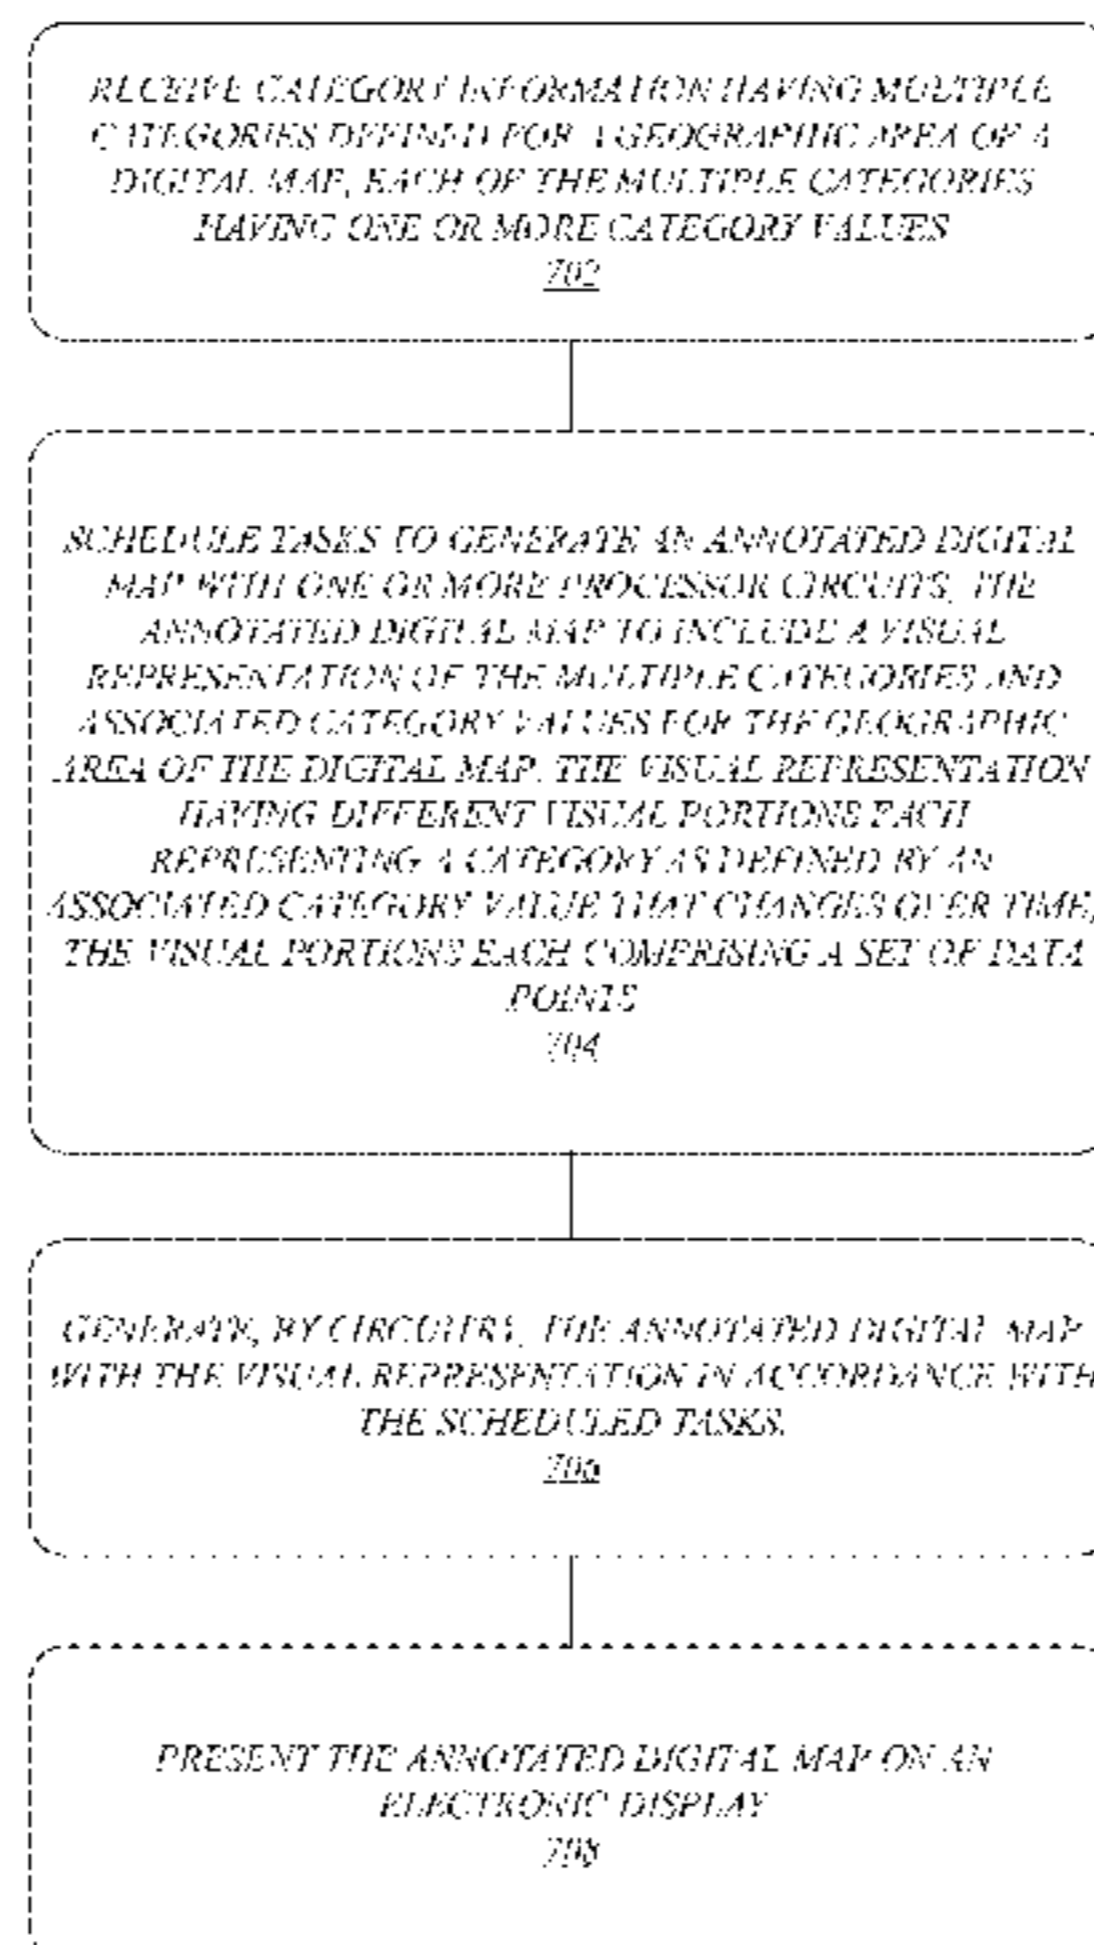 RECEIVE CATEGORY INFORMATION HAVING MULTIPLE
CATEGORIES DEFINED FOR A GEOGRAPHIC AREA OF A
DIGITAL MAP, EACH OF THE MULTIPLE CATEGORIES
HAVING ONE OR MORE CATEGORY VALUES
702
SCHEDULE TASKS TO GENERATE AN ANNOTATED DIGITAL
MAP WITH ONE OR MORE PROCESSOR CIRCUITS, THE
ANNOTATED DIGITAL MAP TO INCLUDE A VISUAL
REPRESENTATION OF THE MULTIPLE CATEGORIES AND
ASSOCIATED CATEGORY VALUES FOR THE GEOGRAPHIC
AREA OF THE DIGITAL MAP, THE VISUAL REPRESENTATION
HAVING DIFFERENT VISUAL PORTIONS EACH
REPRESENTING A CATEGORY AS DEFINED BY AN
ASSOCIATED CATEGORY VALUE THAT CHANGES OVER TIME,
THE VISUAL PORTIONS EACH COMPRISING A SET OF DATA
POINTS
704
GENERATE, BY CIRCUITRY, THE ANNOTATED DIGITAL MAP
WITH THE VISUAL REPRESENTATION IN ACCORDANCE WITH
THE SCHEDULED TASKS.
706
PRESENT THE ANNOTATED DIGITAL MAP ON AN
ELECTRONIC DISPLAY
708